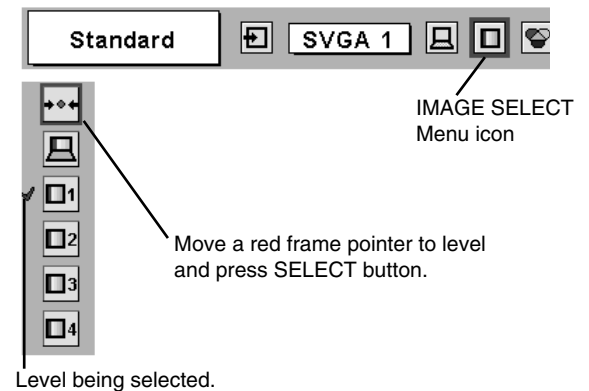 Standard
SVGA 1
IMAGE SELECT
Menu icon
1
2
3
4
Move a red frame pointer to level
and press SELECT button.
Level being selected.